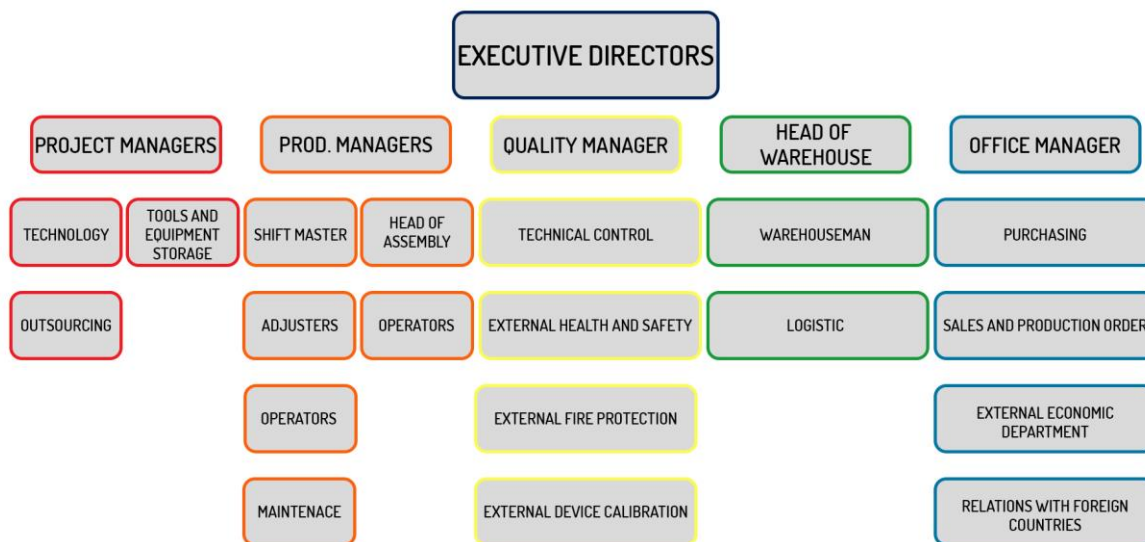 EXECUTIVE DIRECTORS
PROJECT MANAGERS
PROD. MANAGERS
QUALITY MANAGER
HEAD OF
WAREHOUSE
OFFICE MANAGER
TECHNOLOGY
TOOLS AND
EQUIPMENT
STORAGE
SHIFT MASTER
HEAD OF
ASSEMBLY
TECHNICAL CONTROL
WAREHOUSEMAN
PURCHASING
OUTSOURCING
ADJUSTERS
OPERATORS
EXTERNAL HEALTH AND SAFETY
LOGISTIC
SALES AND PRODUCTION ORDER
OPERATORS
EXTERNAL FIRE PROTECTION
EXTERNAL ECONOMIC
DEPARTMENT
MAINTENACE
EXTERNAL DEVICE CALIBRATION
RELATIONS WITH FOREIGN
COUNTRIES